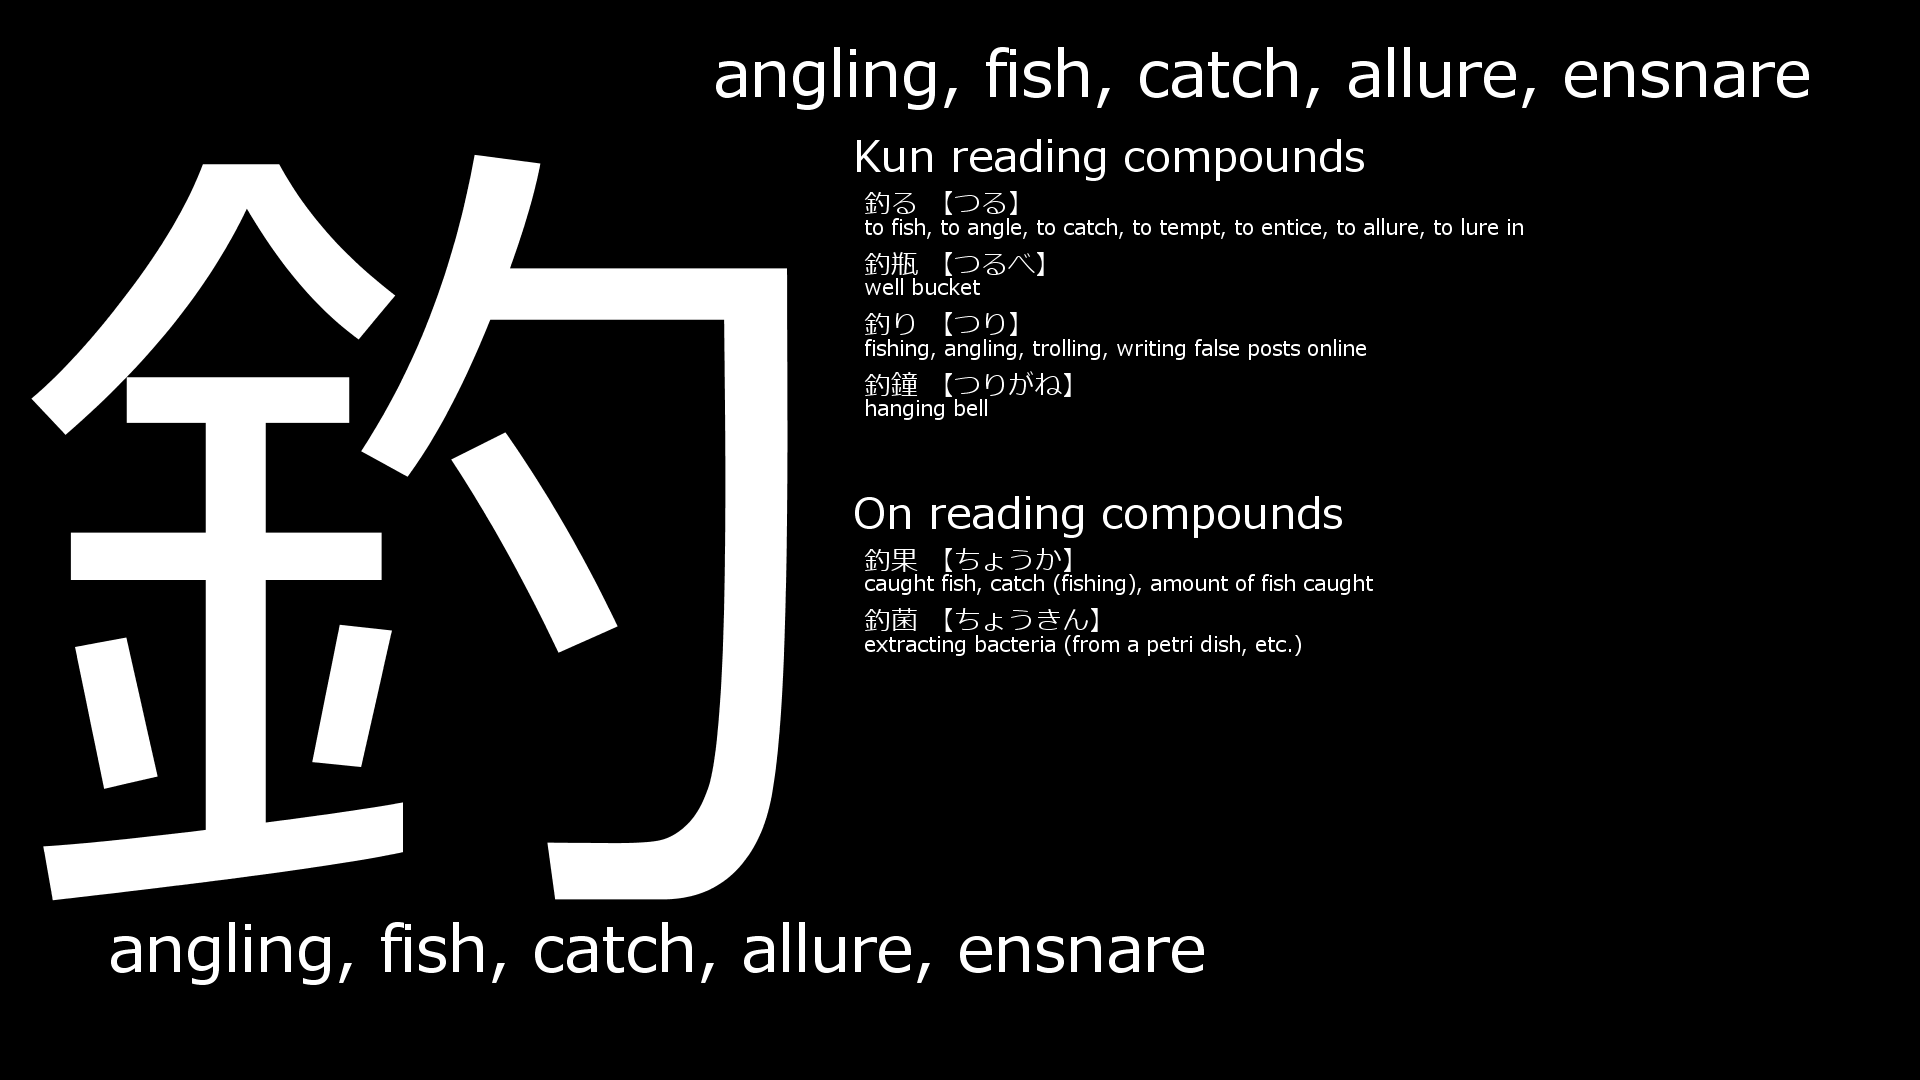 angling, fish, catch, allure, ensnare
釣
Kun reading compounds
釣る 【つる】
to fish, to angle, to catch, to tempt, to entice, to allure, to lure in
釣瓶 【つるべ】
well bucket
釣り 【つり】
fishing, angling, trolling, writing false posts online
釣鐘 【つりがね】
hanging bell
On reading compounds
釣果 【ちょうか】
caught fish, catch (fishing), amount of fish caught
釣菌 【ちょうきん】
extracting bacteria (from a petri dish, etc.)
angling, fish, catch, allure, ensnare